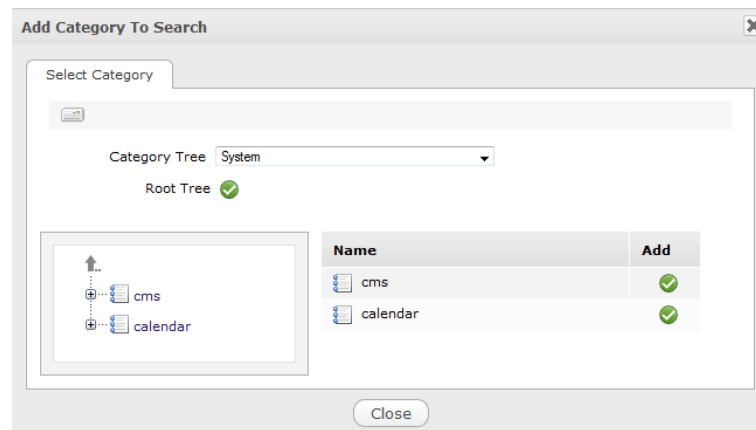 Add Category To Search
Select Category
Category Tree System
Root Tree
Name Add
cms
calendar
cms
calendar
Close